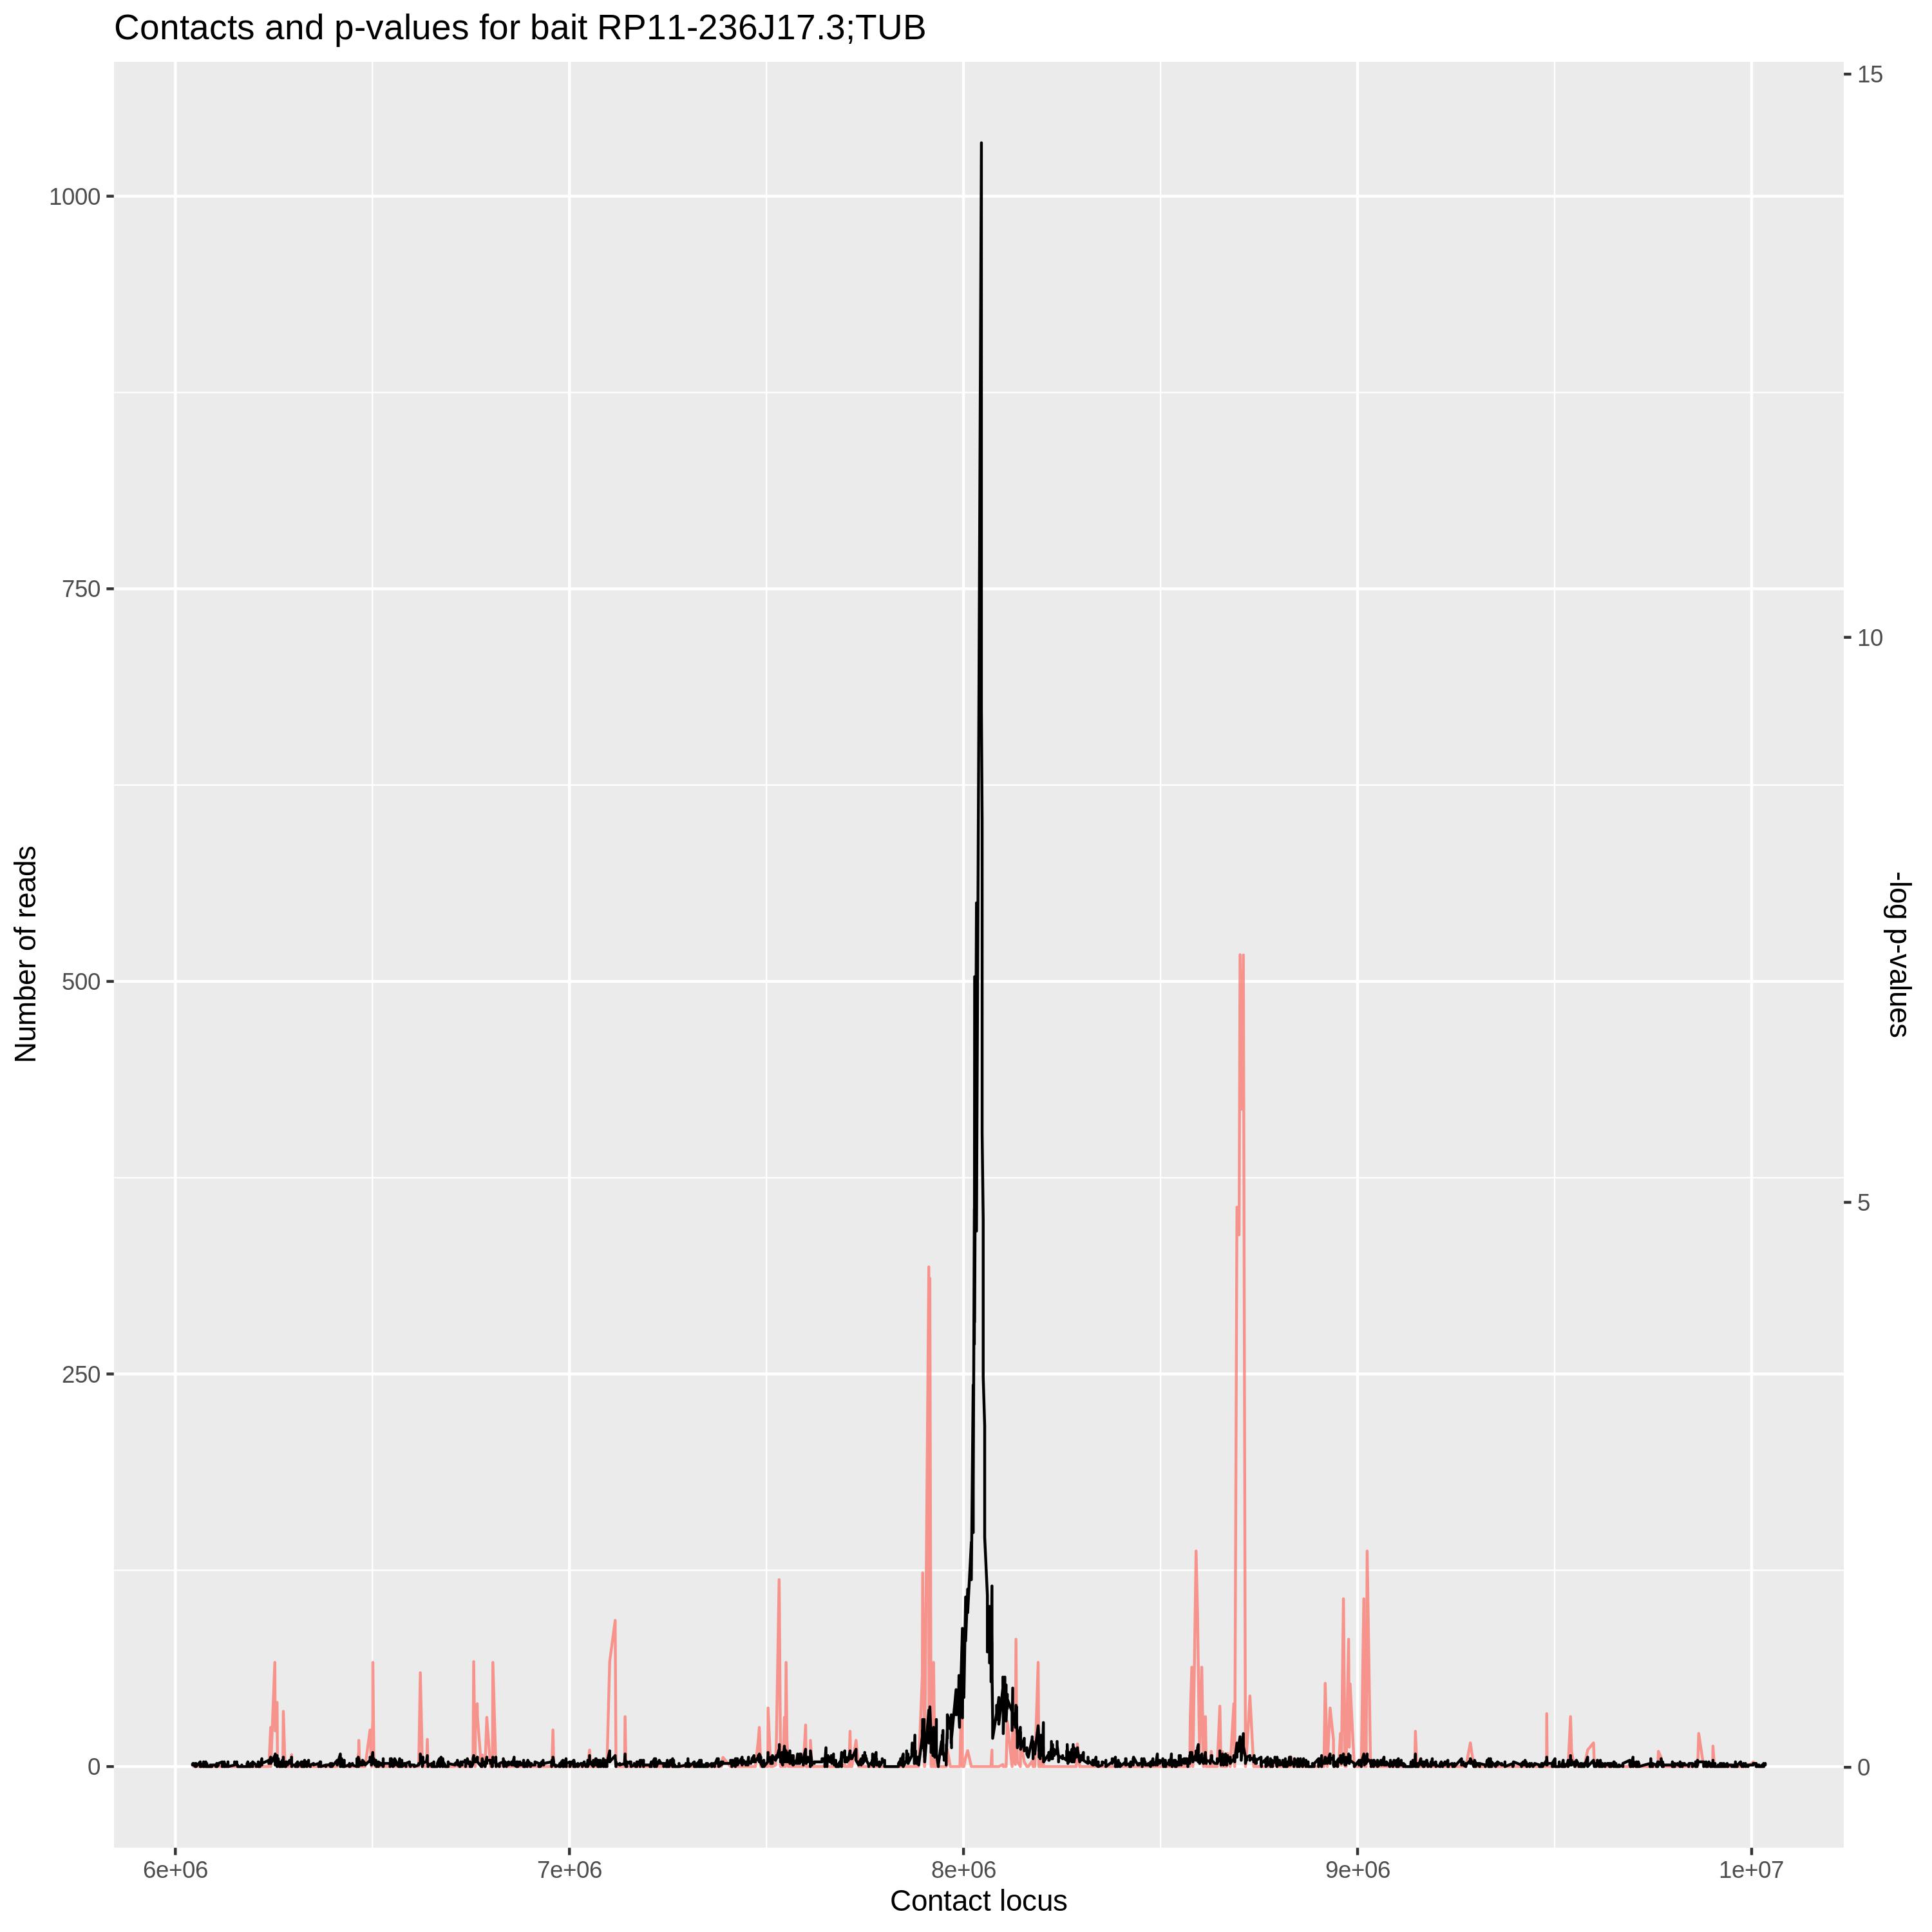 Contacts and p-values for bait RP11-236J17.3;TUB
15
1000
750
10
Number of reads
-log p-values
500
5
250
0
0
6e+06
7e+06
8e+06
9e+06
1e+07
Contact locus